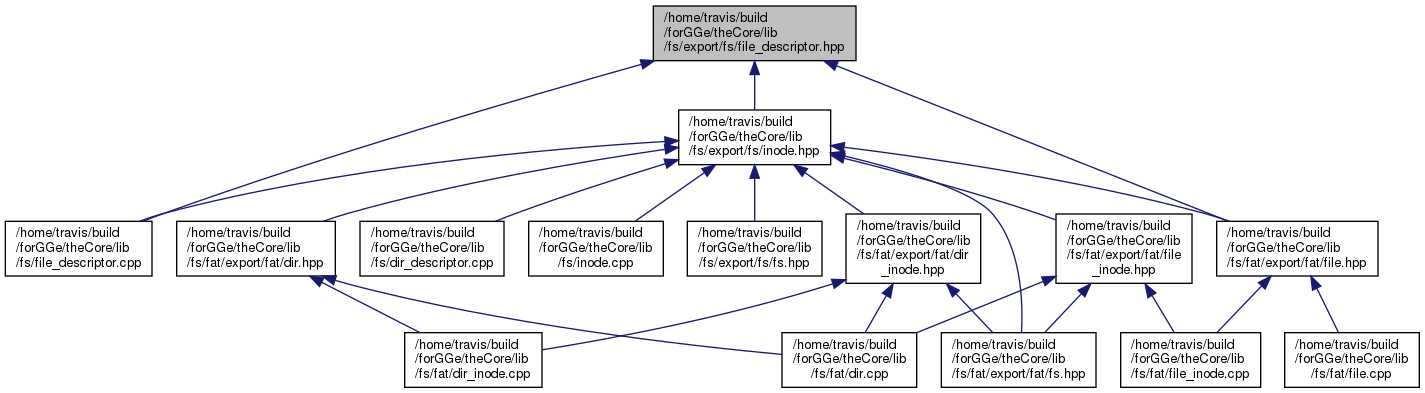 /home/travis/build
/forGGe/theCore/lib
/fs/export/fs/file_descriptor.hpp
/home/travis/build
/forGGe/theCore/lib
/fs/export/fs/inode.hpp
/home/travis/build
/forGGe/theCore/lib
/fs/file_descriptor.cpp
/home/travis/build
/forGGe/theCore/lib
/fs/fat/export/fat/dir.hpp
/home/travis/build
/forGGe/theCore/lib
/fs/dir_descriptor.cpp
/home/travis/build
/forGGe/theCore/lib
/fs/inode.cpp
/home/travis/build
/forGGe/theCore/lib
/fs/export/fs/fs.hpp
/home/travis/build
/forGGe/theCore/lib
/fs/fat/export/fat/dir
_inode.hpp
/home/travis/build
/forGGe/theCore/lib
/fs/fat/export/fat/file
_inode.hpp
/home/travis/build
/forGGe/theCore/lib
/fs/fat/export/fat/file.hpp
/home/travis/build
/forGGe/theCore/lib
/fs/fat/dir_inode.cpp
/home/travis/build
/forGGe/theCore/lib
/fs/fat/dir.cpp
/home/travis/build
/forGGe/theCore/lib
/fs/fat/export/fat/fs.hpp
/home/travis/build
/forGGe/theCore/lib
/fs/fat/file_inode.cpp
/home/travis/build
/forGGe/theCore/lib
/fs/fat/file.cpp